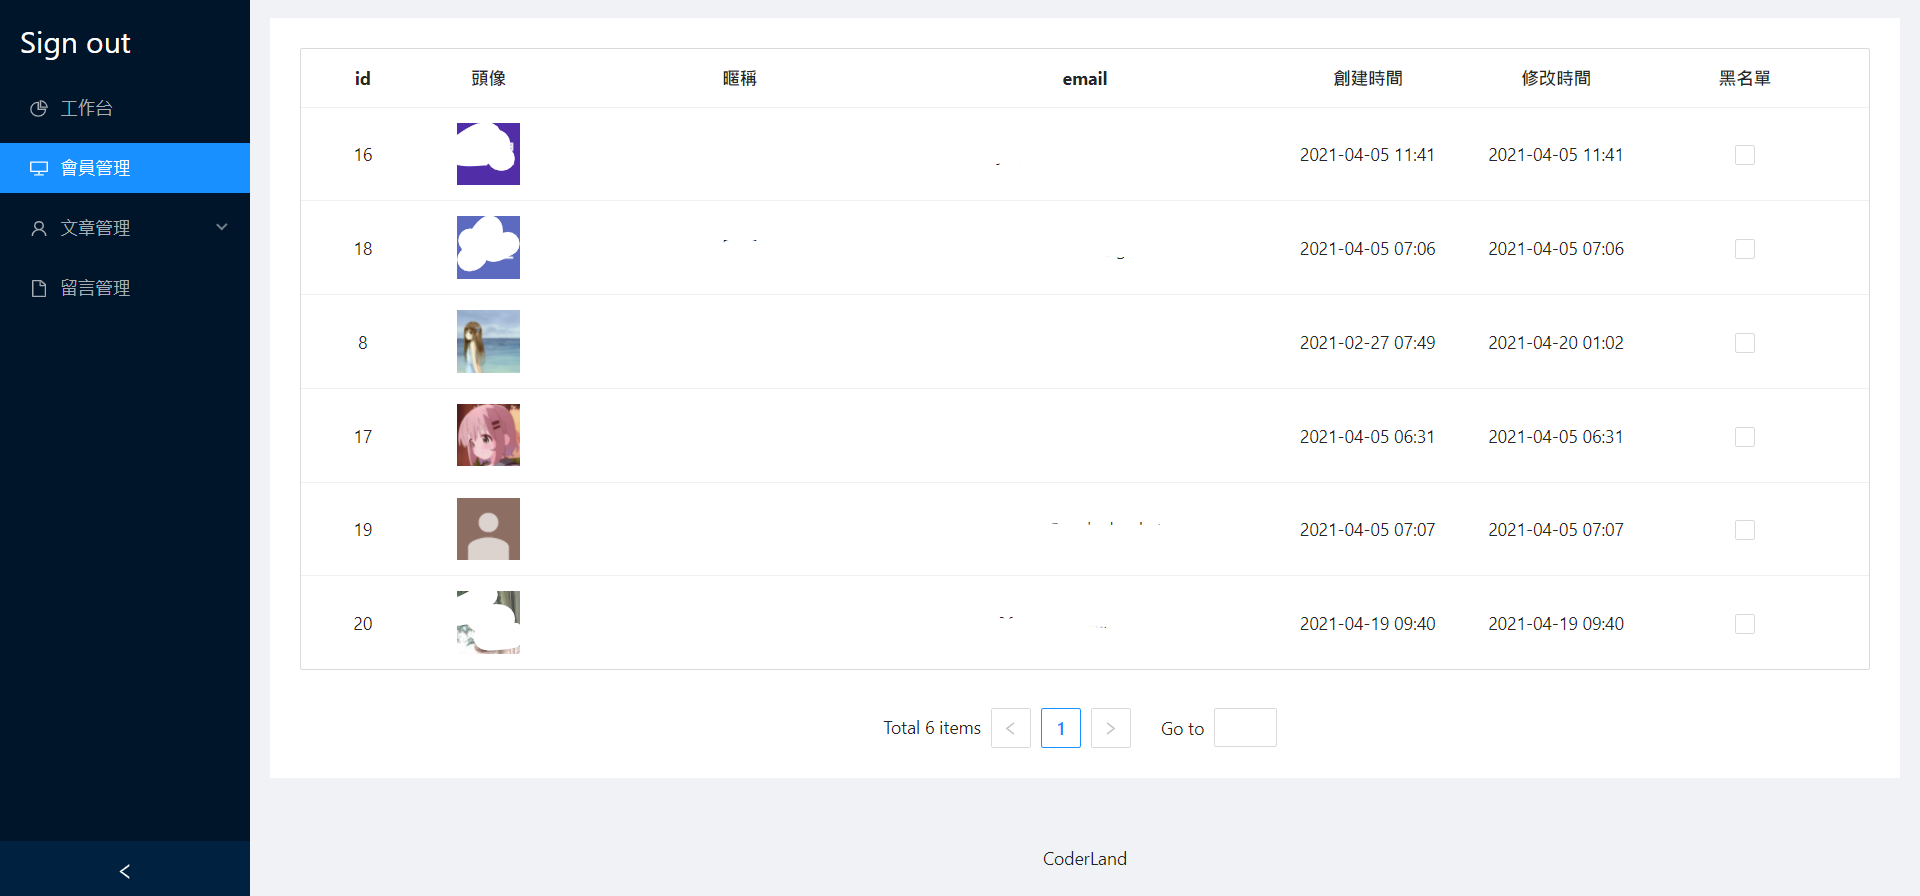 Sign out
工作台
會員管理
文章管理
留言管理
id 頭像 暱稱 email 創建時間 修改時間 黑名單
16 2021-04-05 11:41 2021-04-05 11:41
18 2021-04-05 07:06 2021-04-05 07:06
8 2021-02-27 07:49 2021-04-20 01:02
17 2021-04-05 06:31 2021-04-05 06:31
19 2021-04-05 07:07 2021-04-05 07:07
20 2021-04-19 09:40 2021-04-19 09:40
Total 6 items < 1 > Go to
CoderLand